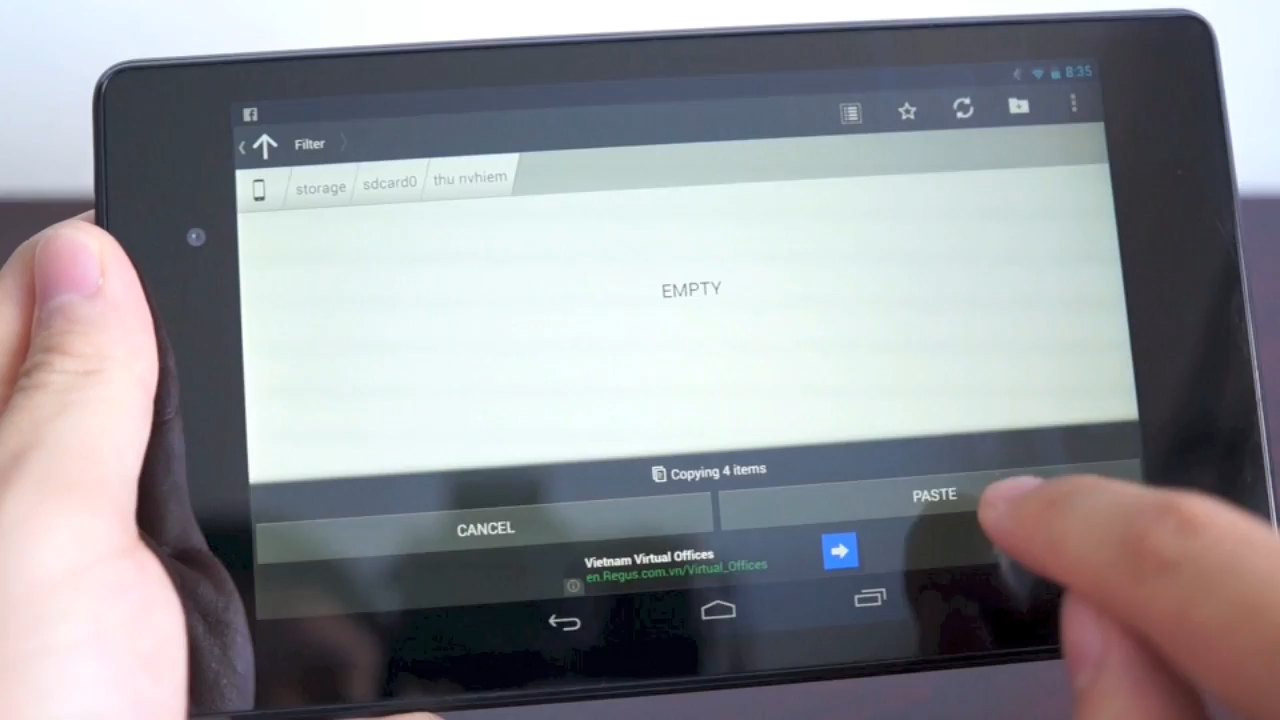 8:35
Filter
storage sdcard0 thu nvhiem
EMPTY
Copying 4 items
CANCEL PASTE
Vietnam Virtual Offices
en.Regus.com.vn/Virtual_Offices